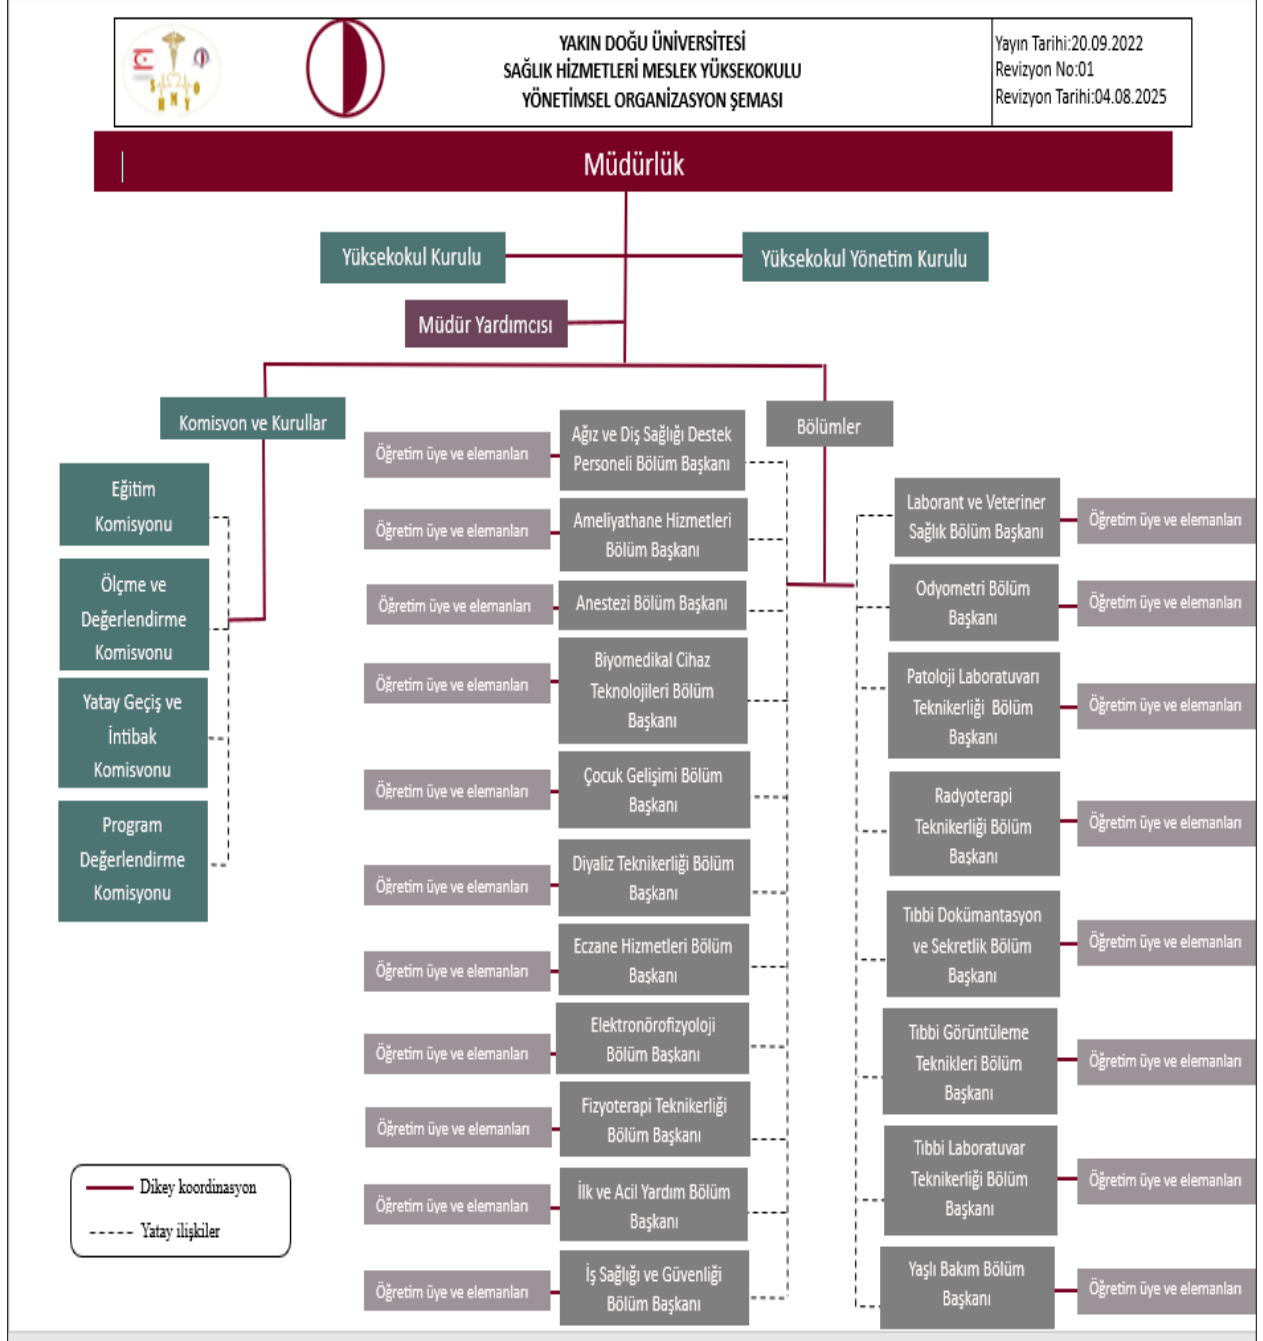 YAKIN DOĞU ÜNİVERSİTESİ
SAĞLIK HİZMETLERİ MESLEK YÜKSEKOKULU
YÖNETİMSEL ORGANİZASYON ŞEMASI
Yayın Tarihi:20.09.2022
Revizyon No:01
Revizyon Tarihi:04.08.2025
S H M Y O
Müdürlük
Yüksekokul Kurulu
Yüksekokul Yönetim Kurulu
Müdür Yardımcısı
Komisvon ve Kurullar
Bölümler
Eğitim
Komisyonu
Ölçme ve
Değerlendirme
Komisvonu
Yatay Geçiş ve
İntibak
Komisvonu
Program
Değerlendirme
Komisyonu
Öğretim üye ve elemanları
Ağız ve Diş Sağlığı Destek
Personeli Bölüm Başkanı
Öğretim üye ve elemanları
Ameliyathane Hizmetleri
Bölüm Başkanı
Öğretim üye ve elemanları
Anestezi Bölüm Başkanı
Öğretim üye ve elemanları
Biyomedikal Cihaz
Teknolojileri Bölüm
Başkanı
Öğretim üye ve elemanları
Çocuk Gelişimi Bölüm
Başkanı
Öğretim üye ve elemanları
Diyaliz Teknikerliği Bölüm
Başkanı
Öğretim üye ve elemanları
Eczane Hizmetleri Bölüm
Başkanı
Öğretim üye ve elemanları
Elektronörofizyoloji
Bölüm Başkanı
Öğretim üye ve elemanları
Fizyoterapi Teknikerliği
Bölüm Başkanı
Öğretim üye ve elemanları
İlk ve Acil Yardım Bölüm
Başkanı
Öğretim üye ve elemanları
İş Sağlığı ve Güvenliği
Bölüm Başkanı
Laborant ve Veteriner
Sağlık Bölüm Başkanı
Öğretim üye ve elemanları
Odyometri Bölüm
Başkanı
Öğretim üye ve elemanları
Patoloji Laboratuvarı
Teknikerliği Bölüm
Başkanı
Öğretim üye ve elemanları
Radyoterapi
Teknikerliği Bölüm
Başkanı
Öğretim üye ve elemanları
Tıbbi Dokümantasyon
ve Sekretlik Bölüm
Başkanı
Öğretim üye ve elemanları
Tıbbi Görüntüleme
Teknikleri Bölüm
Başkanı
Öğretim üye ve elemanları
Tıbbi Laboratuvar
Teknikerliği Bölüm
Başkanı
Öğretim üye ve elemanları
Yaşlı Bakım Bölüm
Başkanı
Öğretim üye ve elemanları
Dikey koordinasyon
Yatay ilişkiler